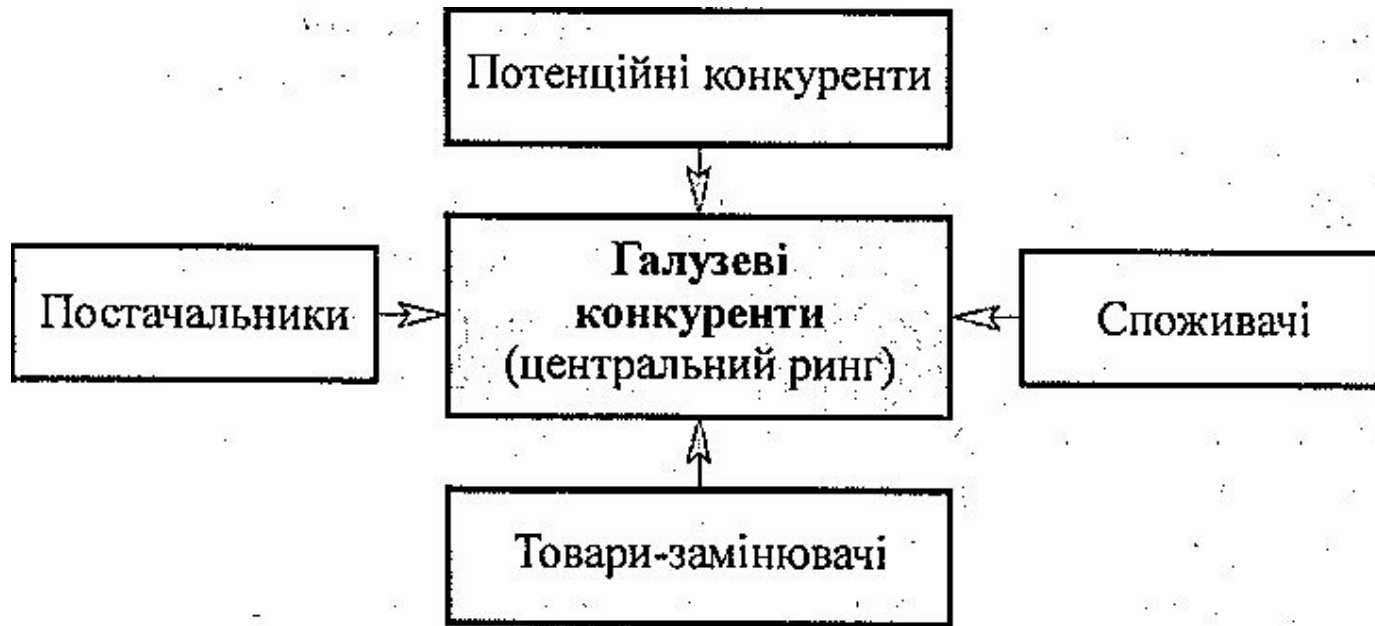 Потенційні конкуренти
Постачальники
Галузеві
конкуренти
(центральний ринг)
Споживачі
Товари-замінювачі